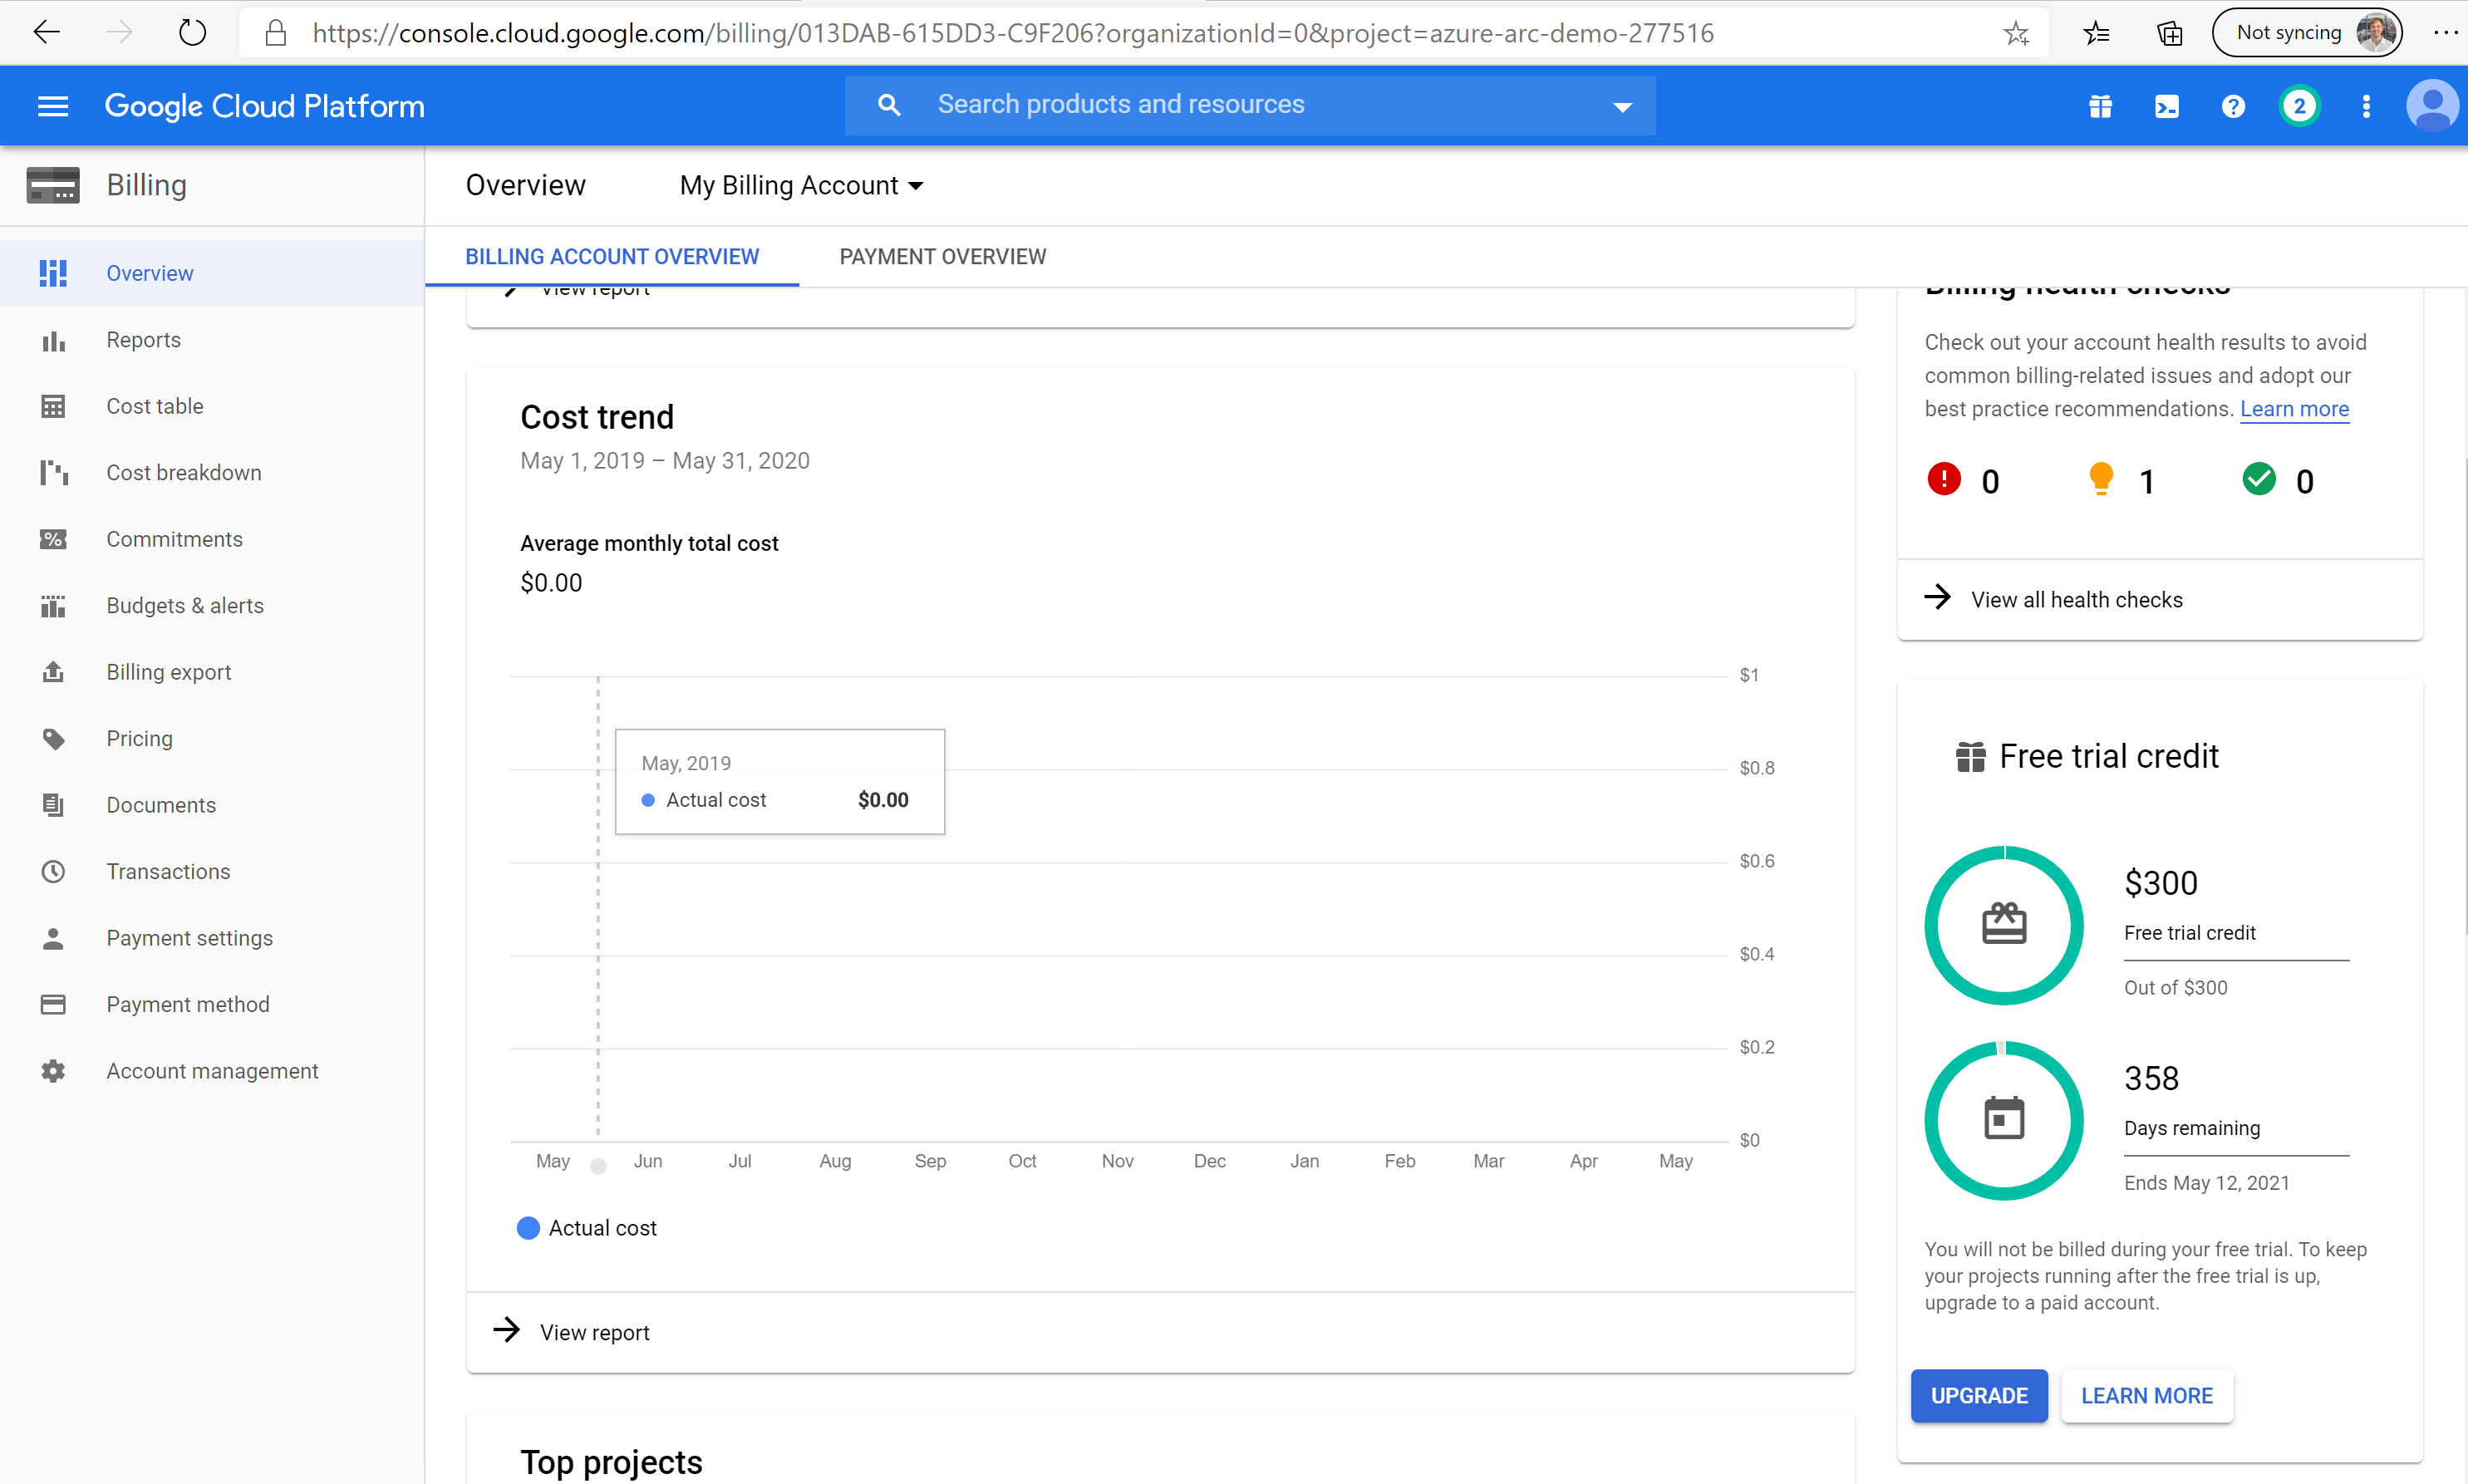 https://console.cloud.google.com/billing/013DAB-615DD3-C9F206?organizationId=0&project=azure-arc-demo-277516
Not syncing
Google Cloud Platform
Search products and resources
2
Billing
Overview
My Billing Account
BILLING ACCOUNT OVERVIEW
PAYMENT OVERVIEW
Overview
Reports
Cost table
Cost breakdown
Commitments
Budgets & alerts
Billing export
Pricing
Documents
Transactions
Payment settings
Payment method
Account management
View report
Cost trend
May 1, 2019 – May 31, 2020
Average monthly total cost
$0.00
$1
$0.8
$0.6
$0.4
$0.2
$0
May, 2019
Actual cost $0.00
May Jun Jul Aug Sep Oct Nov Dec Jan Feb Mar Apr May
Actual cost
View report
Top projects
Billing health checks
Check out your account health results to avoid
common billing-related issues and adopt our
best practice recommendations. Learn more
0 1 0
View all health checks
Free trial credit
$300
Free trial credit
Out of $300
358
Days remaining
Ends May 12, 2021
You will not be billed during your free trial. To keep
your projects running after the free trial is up,
upgrade to a paid account.
UPGRADE
LEARN MORE